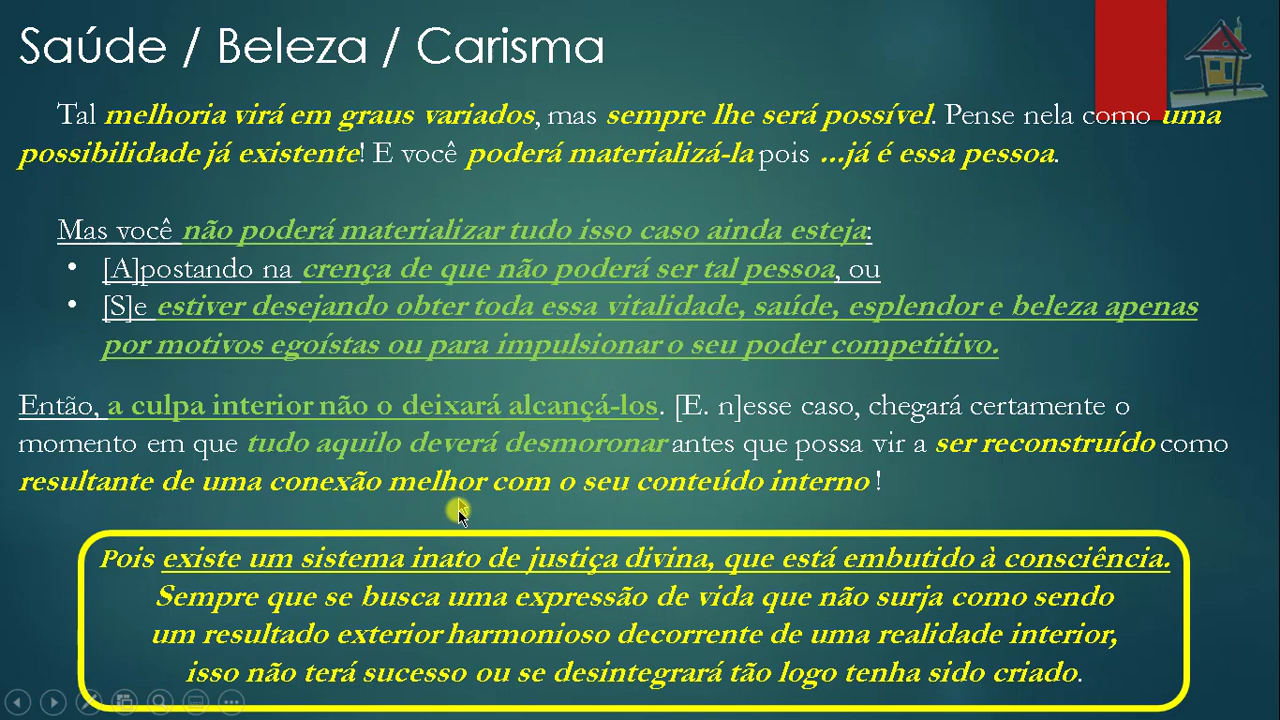 Saúde / Beleza / Carisma
Tal melhoria virá em graus variados, mas sempre lhe será possível. Pense nela como uma
possibilidade já existente! E você poderá materializá-la pois ...já é essa pessoa.
Mas você não poderá materializar tudo isso caso ainda esteja:
• [A]postando na crença de que não poderá ser tal pessoa, ou
• [S]e estiver desejando obter toda essa vitalidade, saúde, esplendor e beleza apenas
por motivos egoístas ou para impulsionar o seu poder competitivo.
Então, a culpa interior não o deixará alcançá-los. [E. n]esse caso, chegará certamente o
momento em que tudo aquilo deverá desmoronar antes que possa vir a ser reconstruído como
resultante de uma conexão melhor com o seu conteúdo interno !
Pois existe um sistema inato de justiça divina, que está embutido à consciência.
Sempre que se busca uma expressão de vida que não surja como sendo
um resultado exterior harmonioso decorrente de uma realidade interior,
isso não terá sucesso ou se desintegrará tão logo tenha sido criado.